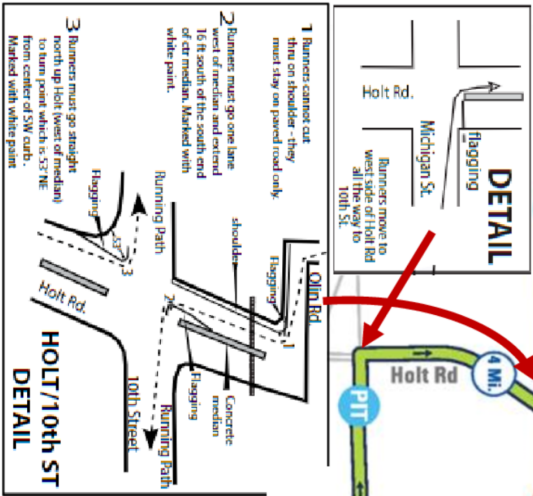 1 Runners cannot cut
thru on shoulder - they
must stay on paved road only.
2 Runners must go one lane
west of median and extend
16 ft south of the south end
of ctr median. Marked with
white paint.
3 Runners must go straight
north up Holt (west of median)
to turn point which is 53' NE
from center of SW curb.
Marked with white paint
Olin Rd.
Flagging
1
shoulder
Concrete
median
Flagging
2
Running Path
Running Path
10th Street
Flagging
53'
3
Holt Rd.
HOLT/10th ST
DETAIL
DETAIL
flagging
Holt Rd.
Michigan St.
Runners move to
west side of Holt Rd
all the way to
10th St.
Holt Rd
4 Mi.
PIT